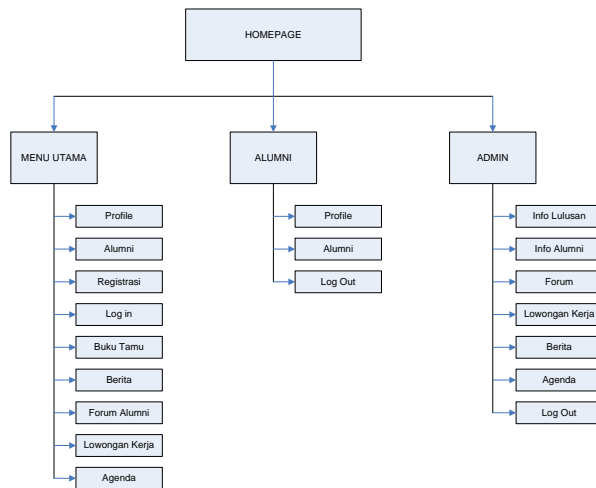 HOMEPAGE
MENU UTAMA
Profile
Alumni
Registrasi
Log in
Buku Tamu
Berita
Forum Alumni
Lowongan Kerja
Agenda
ALUMNI
Profile
Alumni
Log Out
ADMIN
Info Lulusan
Info Alumni
Forum
Lowongan Kerja
Berita
Agenda
Log Out